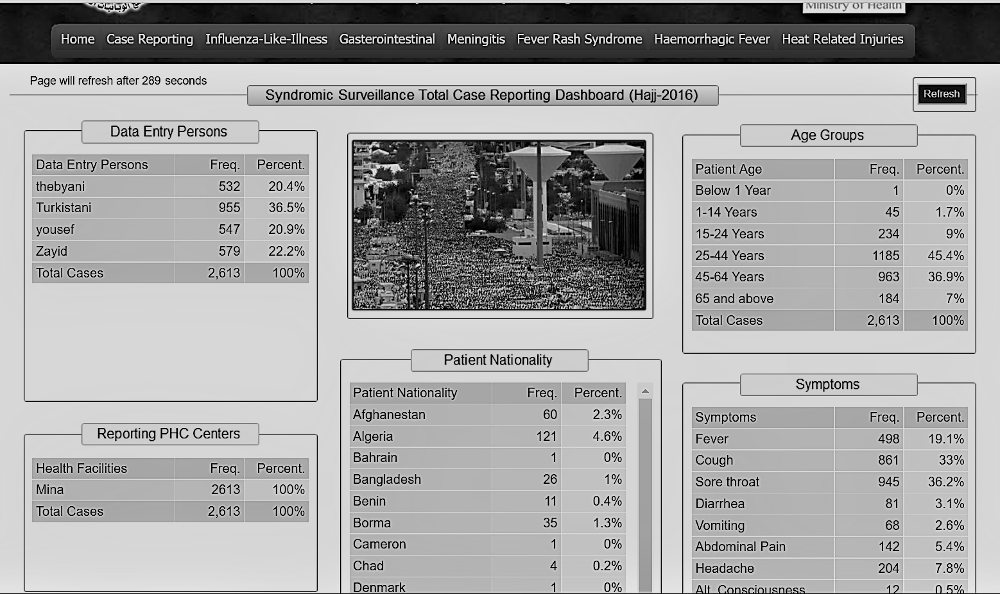 Ministry of Health
Home Case Reporting Influenza-Like-Illness Gasterointestinal Meningitis Fever Rash Syndrome Haemorrhagic Fever Heat Related Injuries
Page will refresh after 289 seconds
Syndromic Surveillance Total Case Reporting Dashboard (Hajj-2016)
Refresh
Data Entry Persons
Data Entry Persons Freq. Percent.
thebyani 532 20.4%
Turkistani 955 36.5%
yousef 547 20.9%
Zayid 579 22.2%
Total Cases 2,613 100%
Reporting PHC Centers
Health Facilities Freq. Percent.
Mina 2613 100%
Total Cases 2,613 100%
Patient Nationality
Patient Nationality Freq. Percent.
Afghanestan 60 2.3%
Algeria 121 4.6%
Bahrain 1 0%
Bangladesh 26 1%
Benin 11 0.4%
Borma 35 1.3%
Cameron 1 0%
Chad 4 0.2%
Denmark 1 0%
Age Groups
Patient Age Freq. Percent.
Below 1 Year 1 0%
1-14 Years 45 1.7%
15-24 Years 234 9%
25-44 Years 1185 45.4%
45-64 Years 963 36.9%
65 and above 184 7%
Total Cases 2,613 100%
Symptoms
Symptoms Freq. Percent.
Fever 498 19.1%
Cough 861 33%
Sore throat 945 36.2%
Diarrhea 81 3.1%
Vomiting 68 2.6%
Abdominal Pain 142 5.4%
Headache 204 7.8%
Alt. Consciousness 12 0.5%